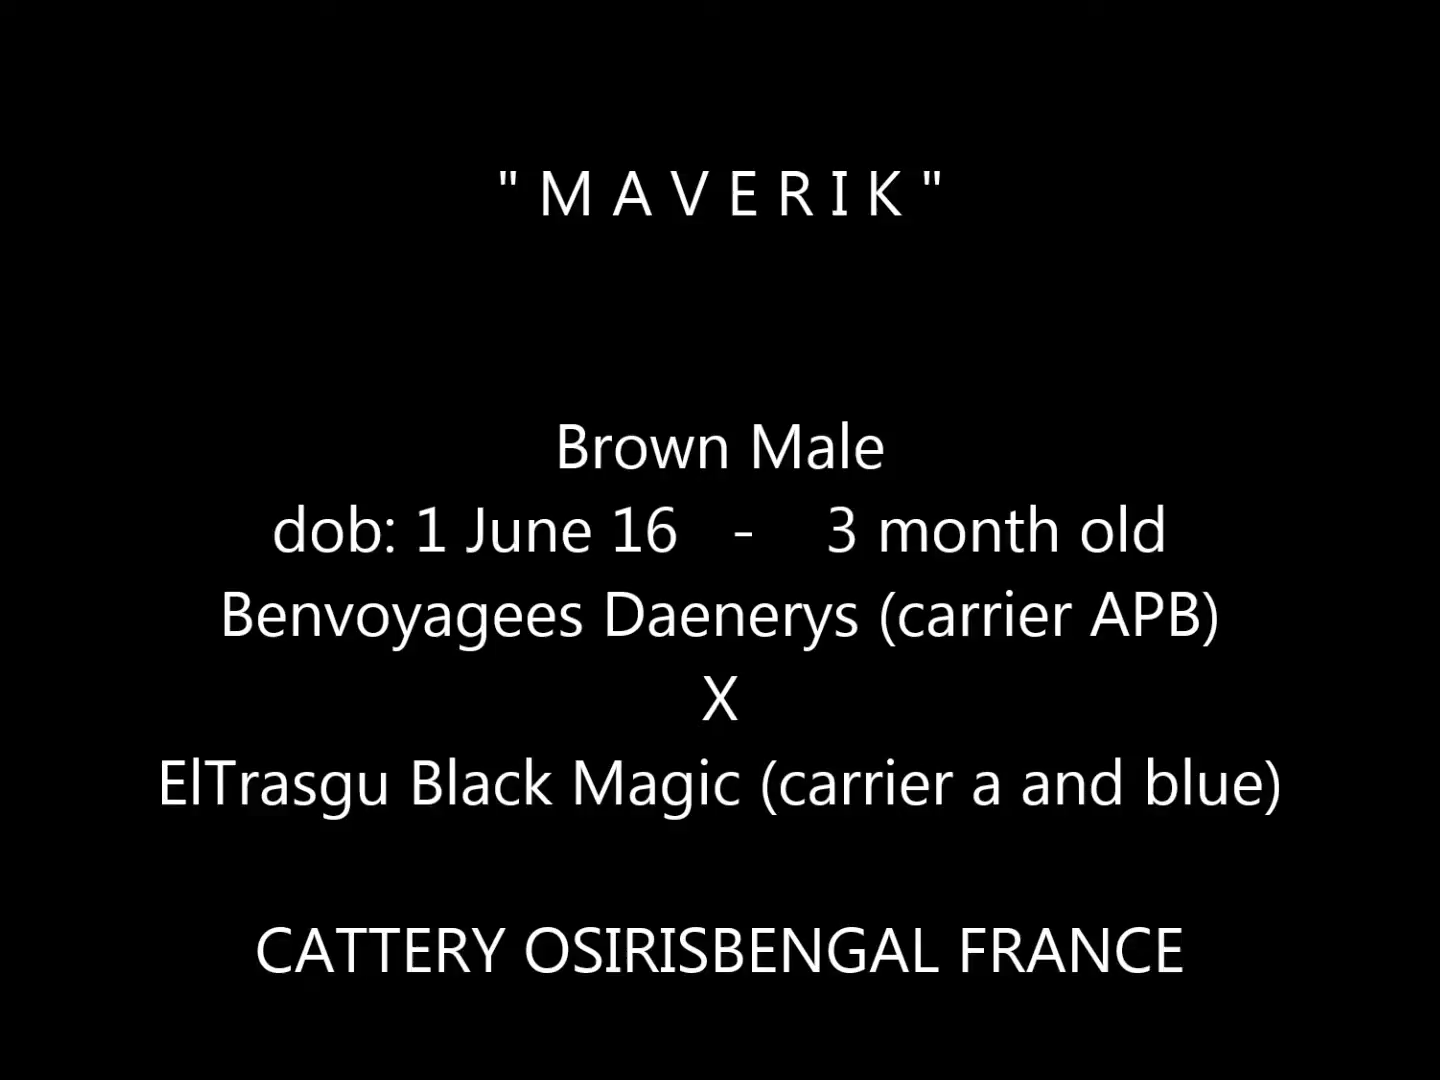 " M A V E R I K "
Brown Male
dob: 1 June 16 - 3 month old
Benvoyagees Daenerys (carrier APB)
X
ElTrasgu Black Magic (carrier a and blue)
CATTERY OSIRISBENGAL FRANCE